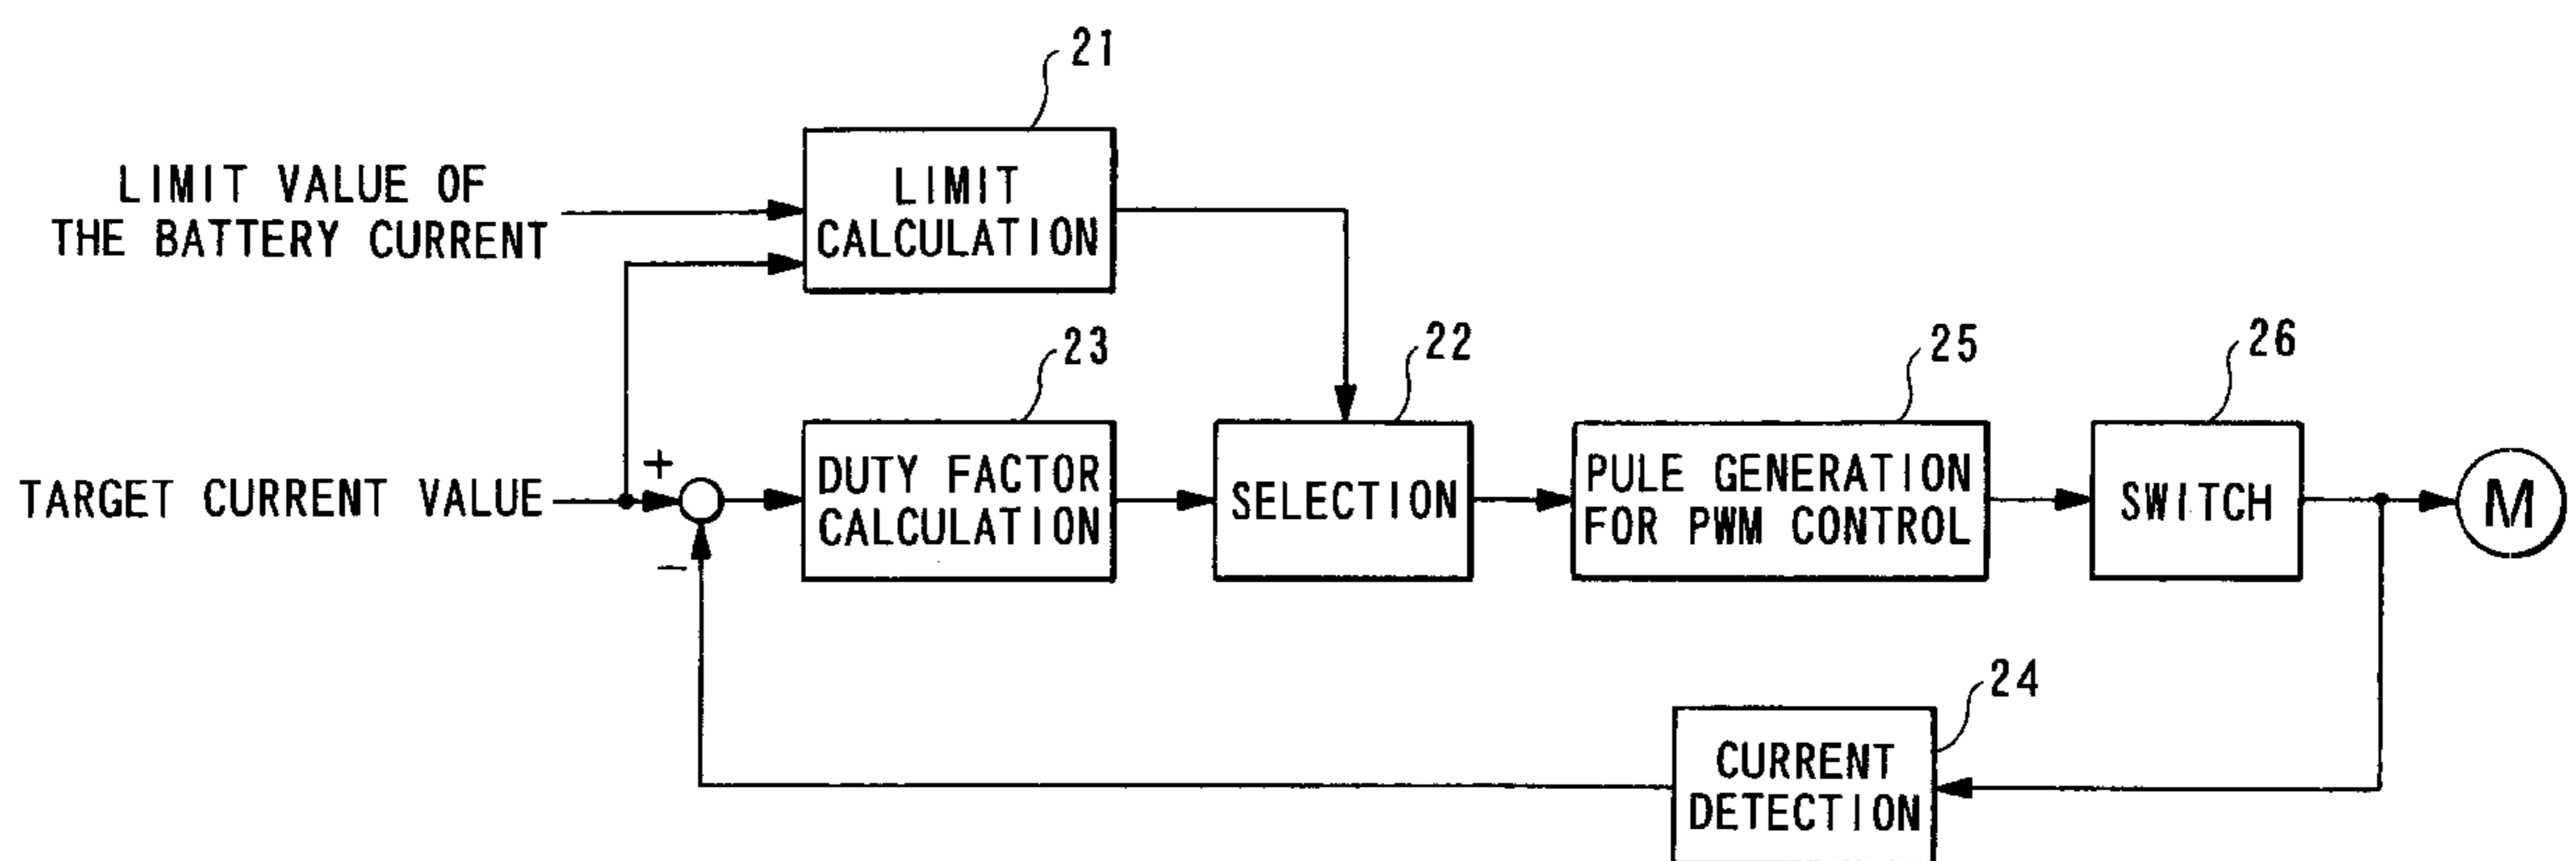 21
LIMIT VALUE OF
THE BATTERY CURRENT
LIMIT
CALCULATION
23
22
25
26
TARGET CURRENT VALUE
+
−
DUTY FACTOR
CALCULATION
SELECTION
PULE GENERATION
FOR PWM CONTROL
SWITCH
M
24
CURRENT
DETECTION